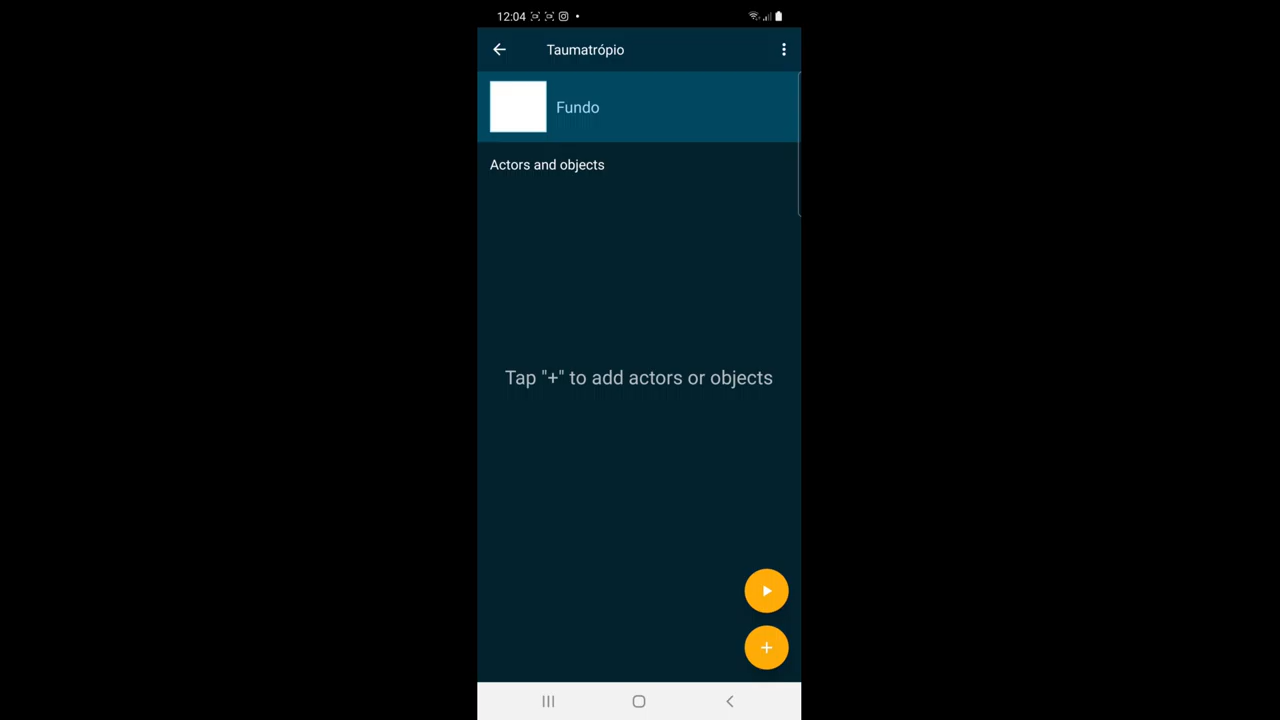 12:04
Taumatrópio
Fundo
Actors and objects
Tap "+" to add actors or objects